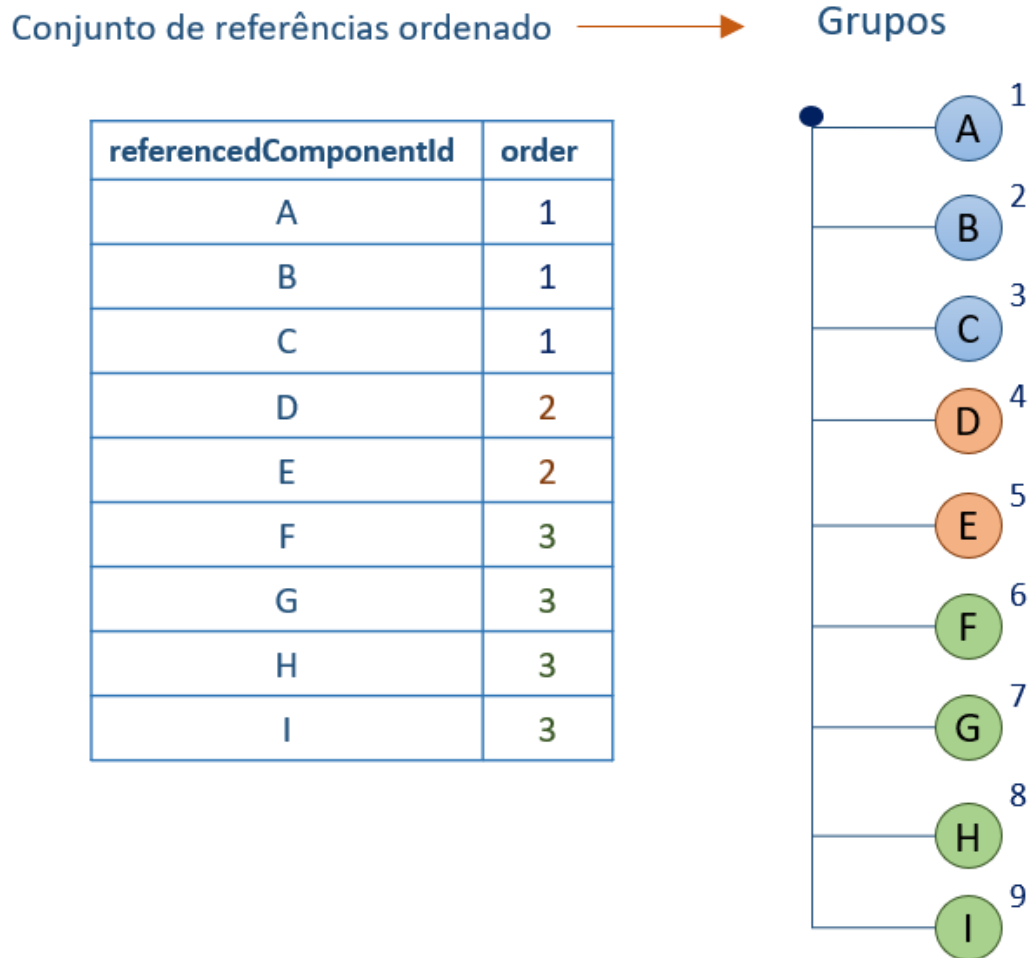 Conjunto de referências ordenado
Grupos
referencedComponentId order
A 1
B 1
C 1
D 2
E 2
F 3
G 3
H 3
I 3
A 1
B 2
C 3
D 4
E 5
F 6
G 7
H 8
I 9